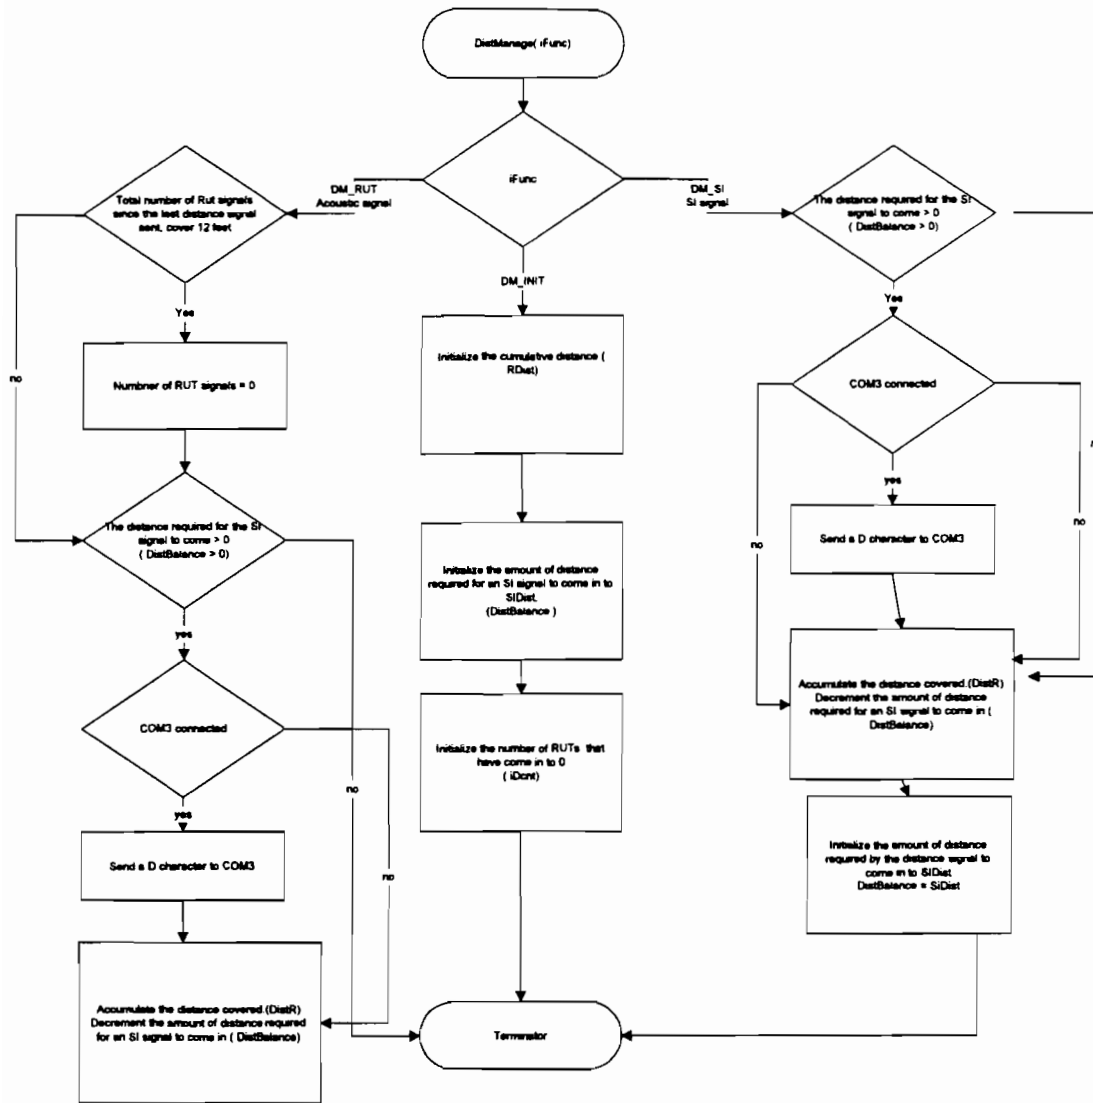 DistManage( iFunc)
iFunc
DM_RUT
Acoustic signal
DM_SI
SI signal
DM_INIT
Total number of Rut signals
since the last distance signal
sent, cover 12 feet
Yes
no
Numbner of RUT signals = 0
The distance required for the SI
signal to come > 0
( DistBalance > 0)
yes
no
COM3 connected
yes
no
Send a D character to COM3
Accumulate the distance covered.(DistR)
Decrement the amount of distance required
for an SI signal to come in ( DistBalance)
Initialize the cumulative distance (
RDist)
Initialize the amount of distance
required for an SI signal to come in to
SIDist.
(DistBalance )
Initialize the number of RUTs that
have come in to 0
( iDcnt)
Terminator
The distance required for the SI
signal to come > 0
( DistBalance > 0)
Yes
COM3 connected
yes
no
no
Send a D character to COM3
Accumulate the distance covered.(DistR)
Decrement the amount of distance
required for an SI signal to come in (
DistBalance)
Initialize the amount of distance
required by the distance signal to
come in to SIDist
DistBalance = SIDist